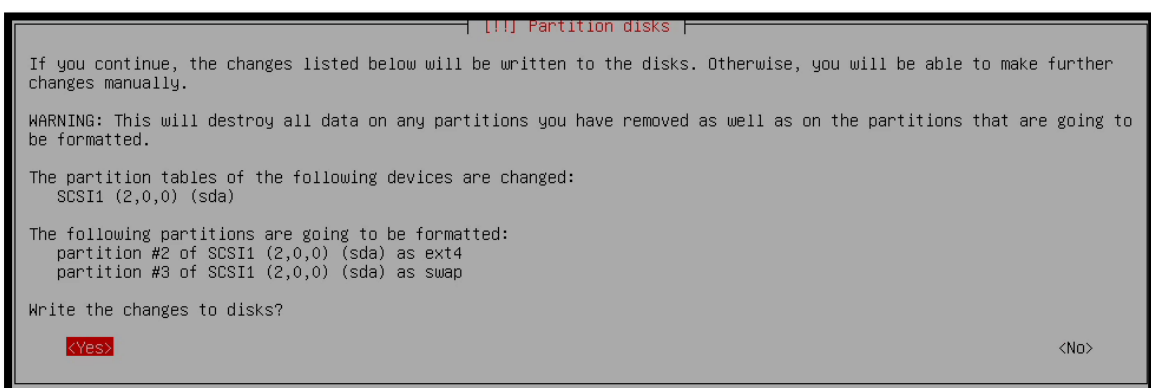 [!!] Partition disks
If you continue, the changes listed below will be written to the disks. Otherwise, you will be able to make further
changes manually.
WARNING: This will destroy all data on any partitions you have removed as well as on the partitions that are going to
be formatted.
The partition tables of the following devices are changed:
SCSI1 (2,0,0) (sda)
The following partitions are going to be formatted:
partition #2 of SCSI1 (2,0,0) (sda) as ext4
partition #3 of SCSI1 (2,0,0) (sda) as swap
Write the changes to disks?
<Yes> <No>